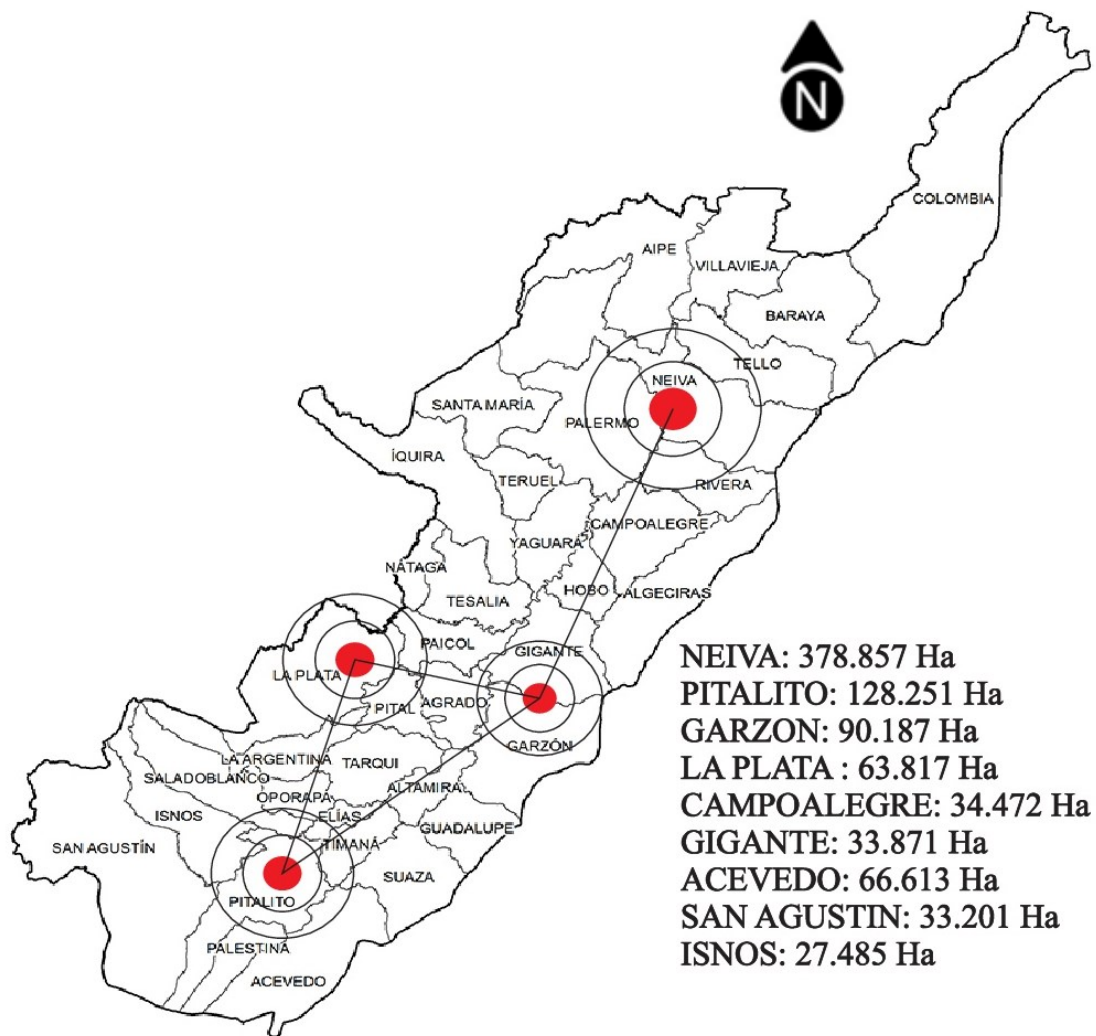 N
COLOMBIA
AIPE
VILLAVIEJA
BARAYA
TELLO
NEIVA
SANTA MARÍA
PALERMO
ÍQUIRA
TERUEL
RIVERA
CAMPOALEGRE
YAGUARÁ
NÁTAGA
HOBO
ALGECIRAS
TESALIA
PAICOL
GIGANTE
LA PLATA
PITAL
AGRADO
GARZÓN
LA ARGENTINA
TARQUI
SALADOBLANCO
ALTAMIRA
OPORAPA
ISNOS
ELÍAS
GUADALUPE
TIMANÁ
SAN AGUSTÍN
SUAZA
PITALITO
PALESTINA
ACEVEDO
NEIVA: 378.857 Ha
PITALITO: 128.251 Ha
GARZON: 90.187 Ha
LA PLATA : 63.817 Ha
CAMPOALEGRE: 34.472 Ha
GIGANTE: 33.871 Ha
ACEVEDO: 66.613 Ha
SAN AGUSTIN: 33.201 Ha
ISNOS: 27.485 Ha